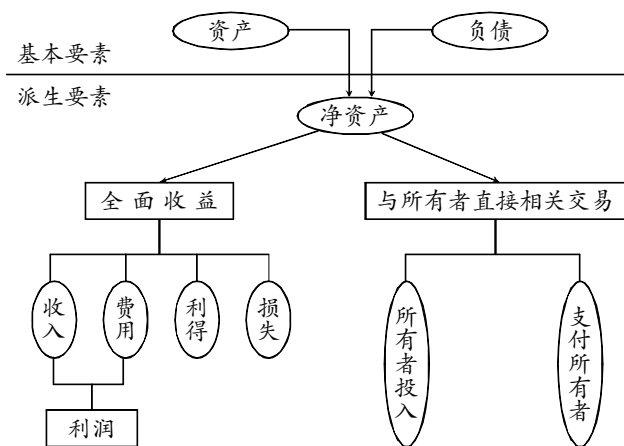 资产
负债
基本要素
派生要素
净资产
全面收益
与所有者直接相关交易
收入
费用
利得
损失
所有者投入
支付所有者
利润